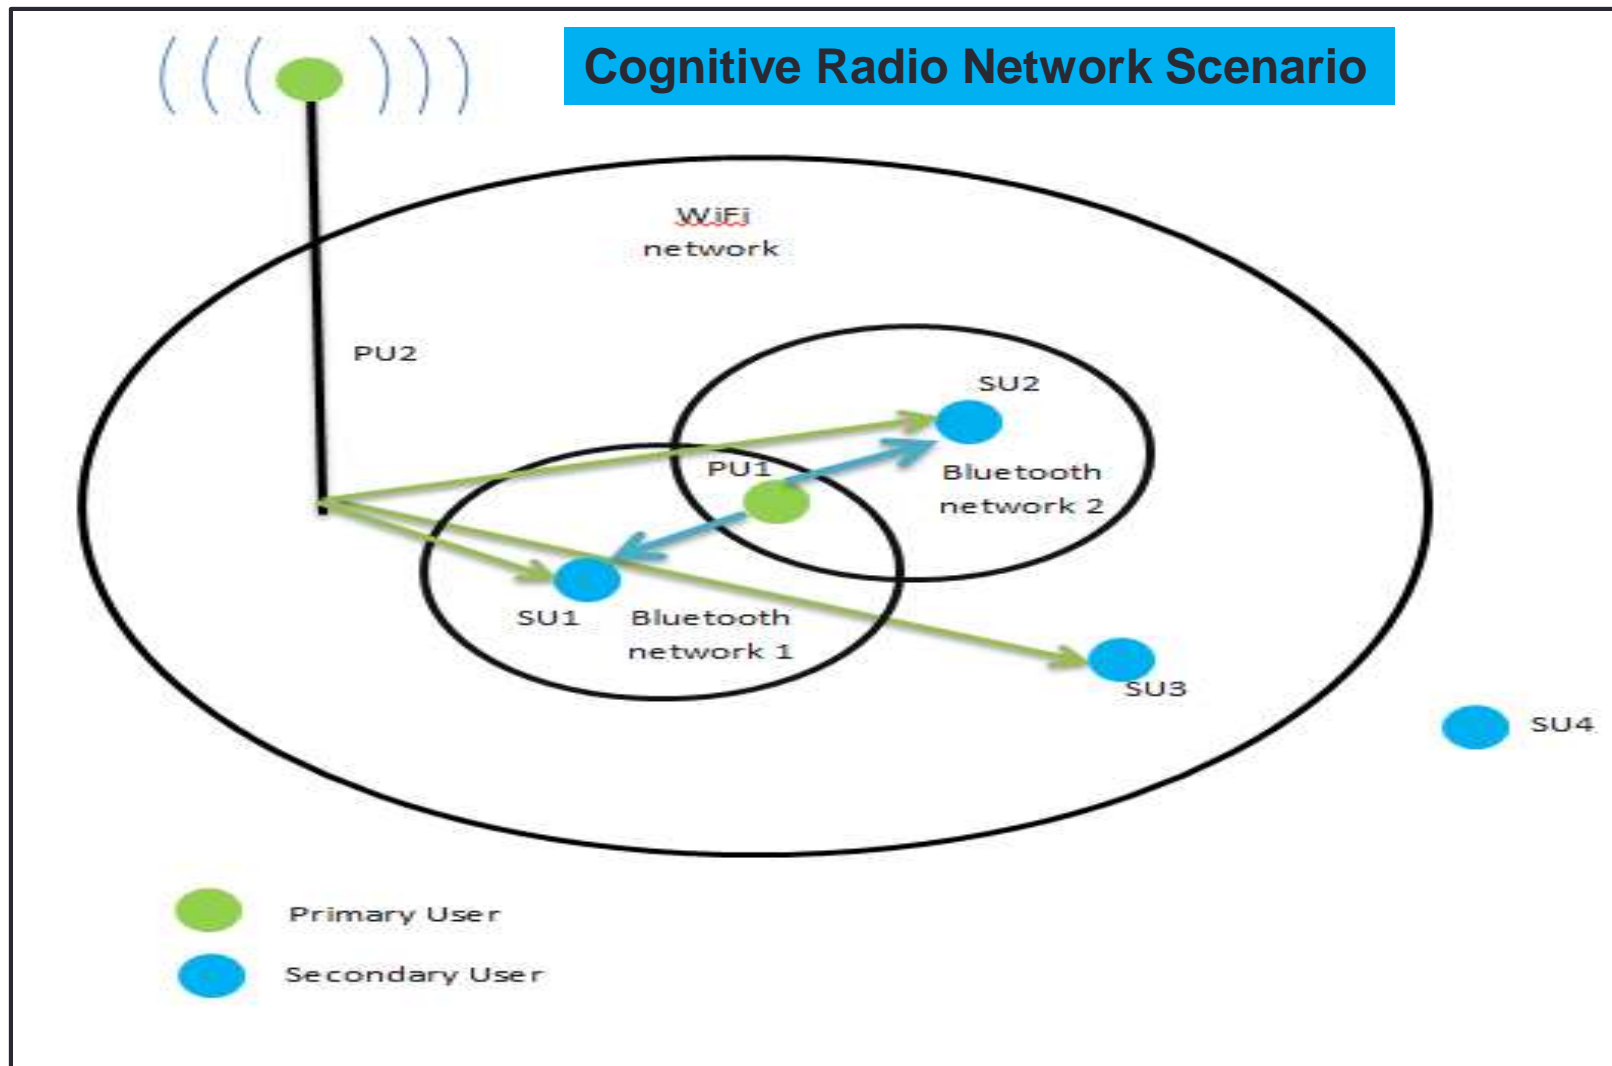 Cognitive Radio Network Scenario
WiFi
network
PU2
SU2
PU1
Bluetooth
network 2
SU1
Bluetooth
network 1
SU3
SU4
Primary User
Secondary User